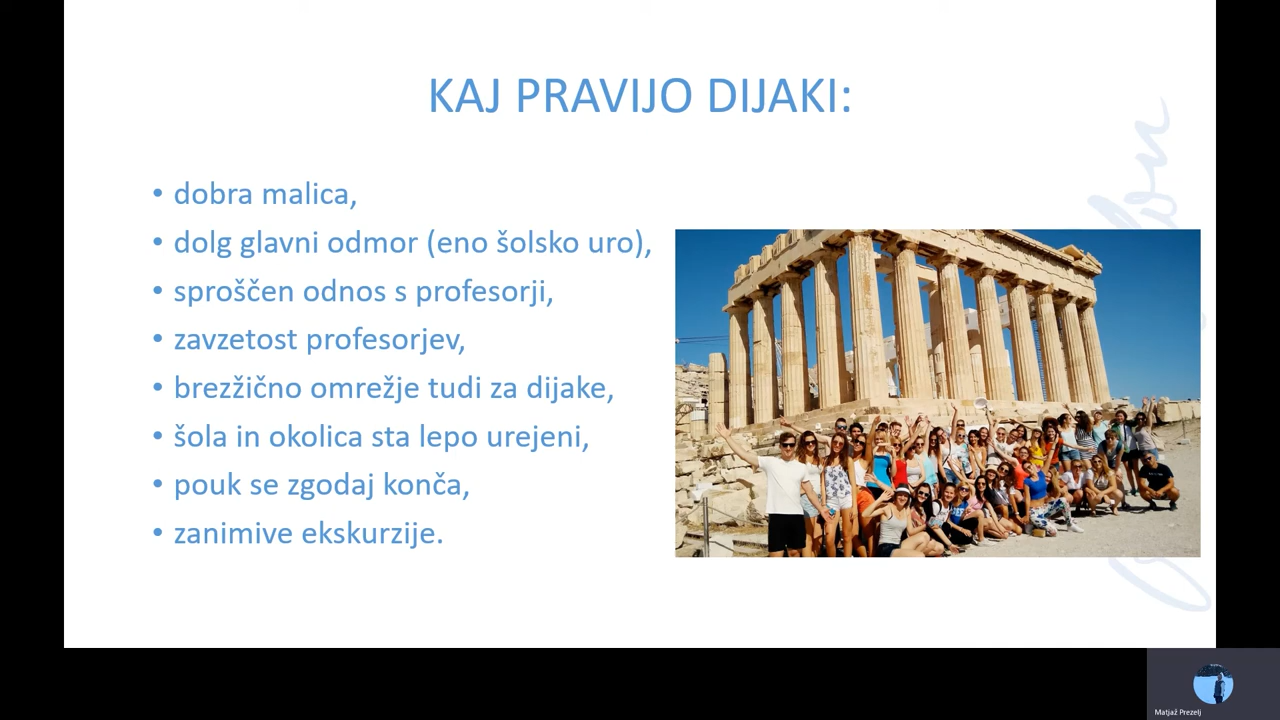 KAJ PRAVIJO DIJAKI:
• dobra malica,
• dolg glavni odmor (eno šolsko uro),
• sproščen odnos s profesorji,
• zavzetost profesorjev,
• brezžično omrežje tudi za dijake,
• šola in okolica sta lepo urejeni,
• pouk se zgodaj konča,
• zanimive ekskurzije.
Matjaž Prezelj